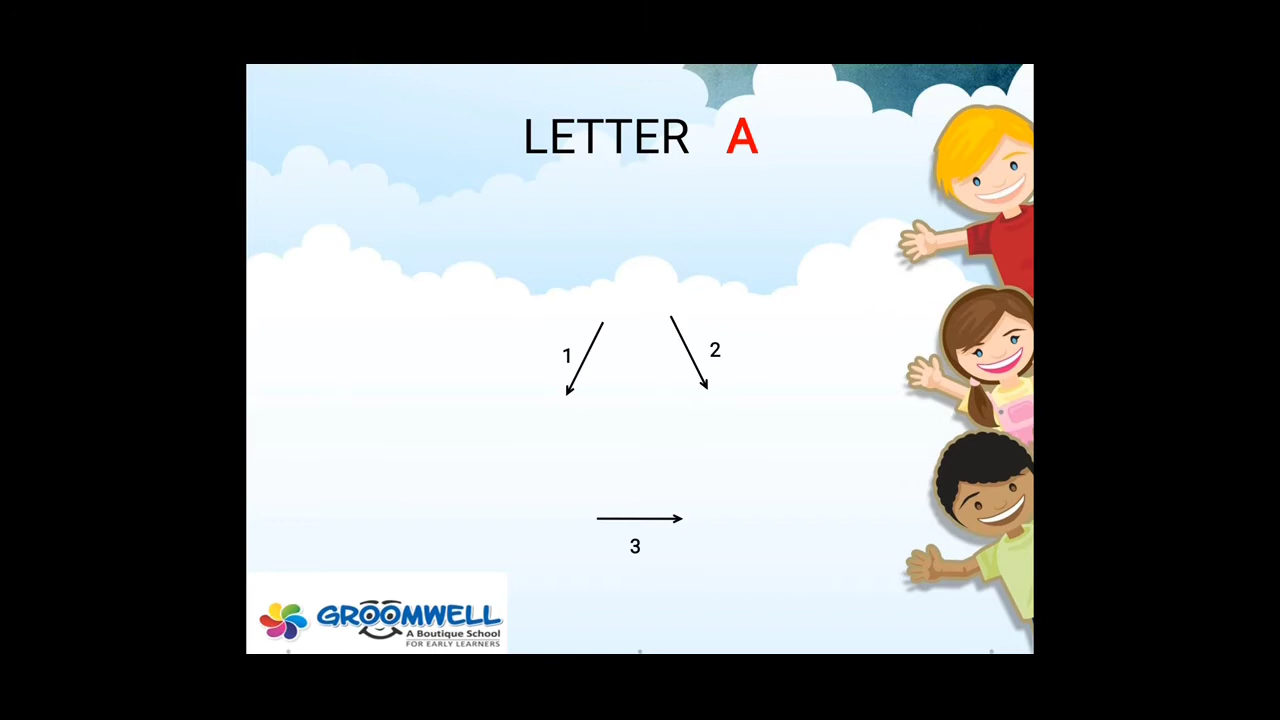 LETTER A
1
2
3
GROOMWELL
A Boutique School
FOR EARLY LEARNERS